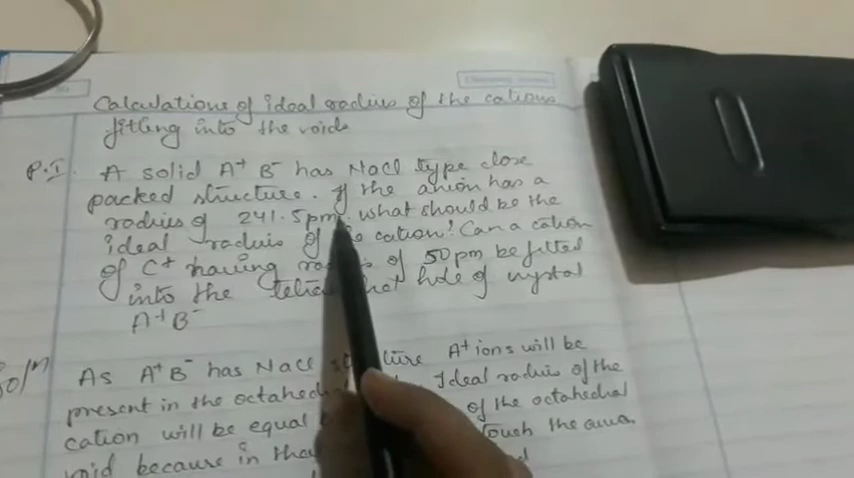 Calculations of ideal radius of the cations
fitting into the voids
P.I. A solid A+ B- has NaCl type close
packed structure. If the anion has a
radius of 241.5pm. what should be the
ideal radius of cation? Can a cation
of C+ having of 50pm be fitted
into the hole of crystal
A+B-
As A+ B- has NaCl A+ ions will be
present in the Ideal radius of the
cation will be equal of the octahedral
void because in touch the